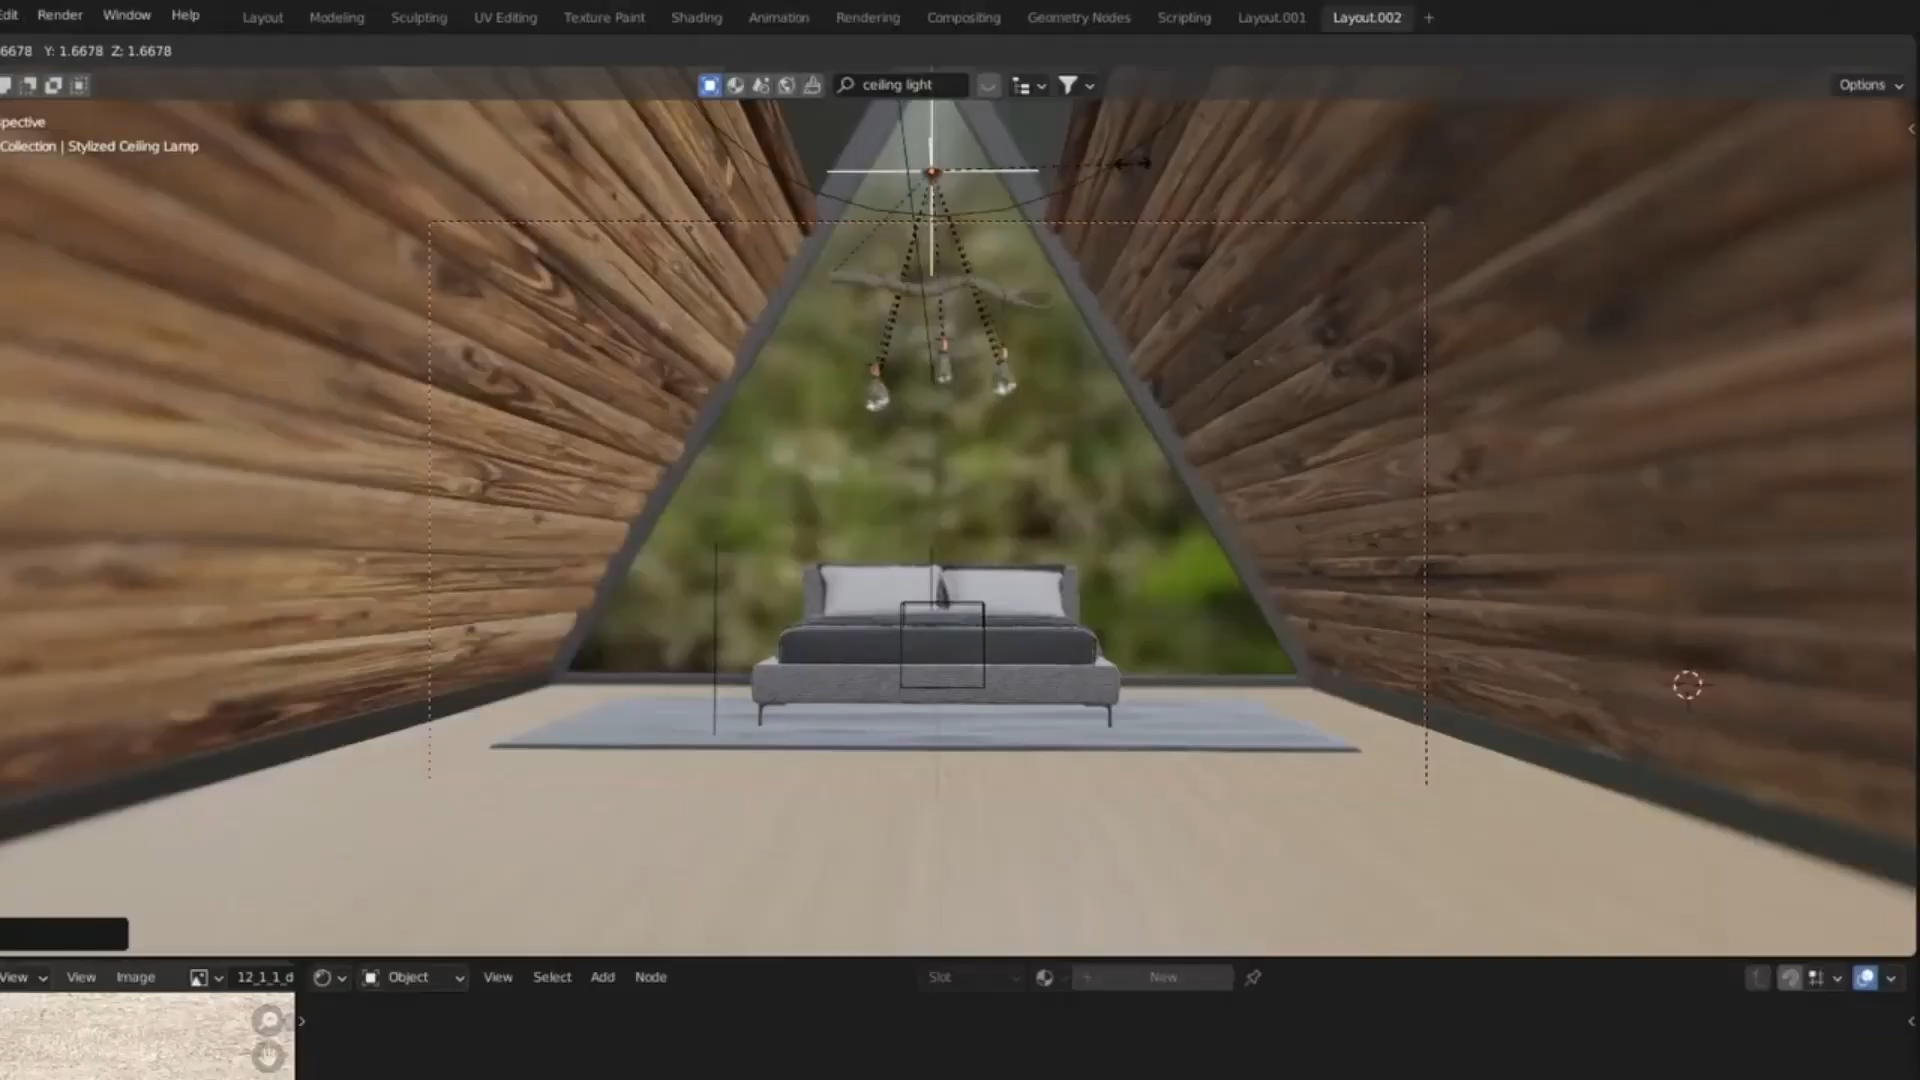 Edit Render Window Help Layout Modeling Sculpting UV Editing Texture Paint Shading Animation Rendering Compositing Geometry Nodes Scripting Layout.001 Layout.002 +
6678 Y: 1.6678 Z: 1.6678
ceiling light Options
pective
Collection | Stylized Ceiling Lamp
View View Image 12_1_1_d Object View Select Add Node Slot New